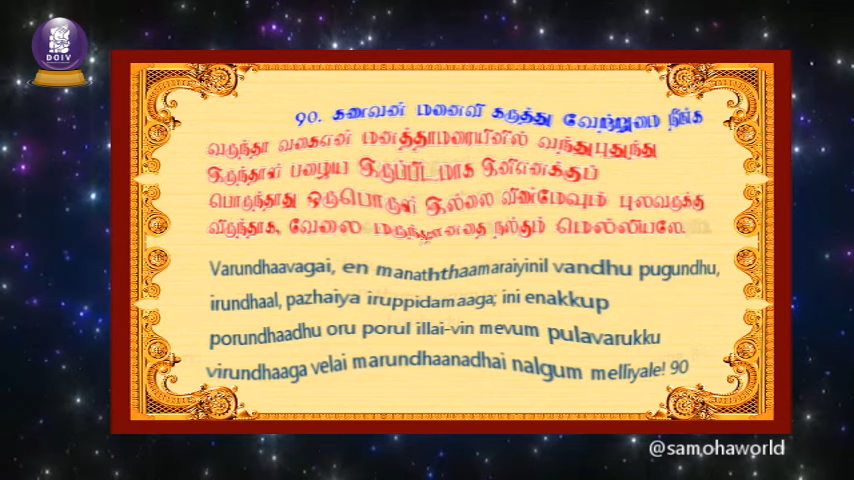 DOIV
90. கணவன் மனைவி கருத்து வேற்றுமை நீங்க
வருந்தா வகைஎன் மனத்தாமரையினில் வந்துபுகுந்து
இருந்தாள் பழைய இருப்பிடமாக இனிஎனக்குப்
பொருந்தாது ஒருபொருள் இல்லை விண்மேவும் புலவருக்கு
விருந்தாக, வேலை மருந்தானதை நல்கும் மெல்லியலே.
Varundhaavagai, en manaththaamaraiyinil vandhu pugundhu,
irundhaal, pazhaiya iruppidamaaga; ini enakkup
porundhaadhu oru porul illai-vin mevum pulavarukku
virundhaaga velai marundhaanadhai nalgum melliyale! 90
@samohaworld